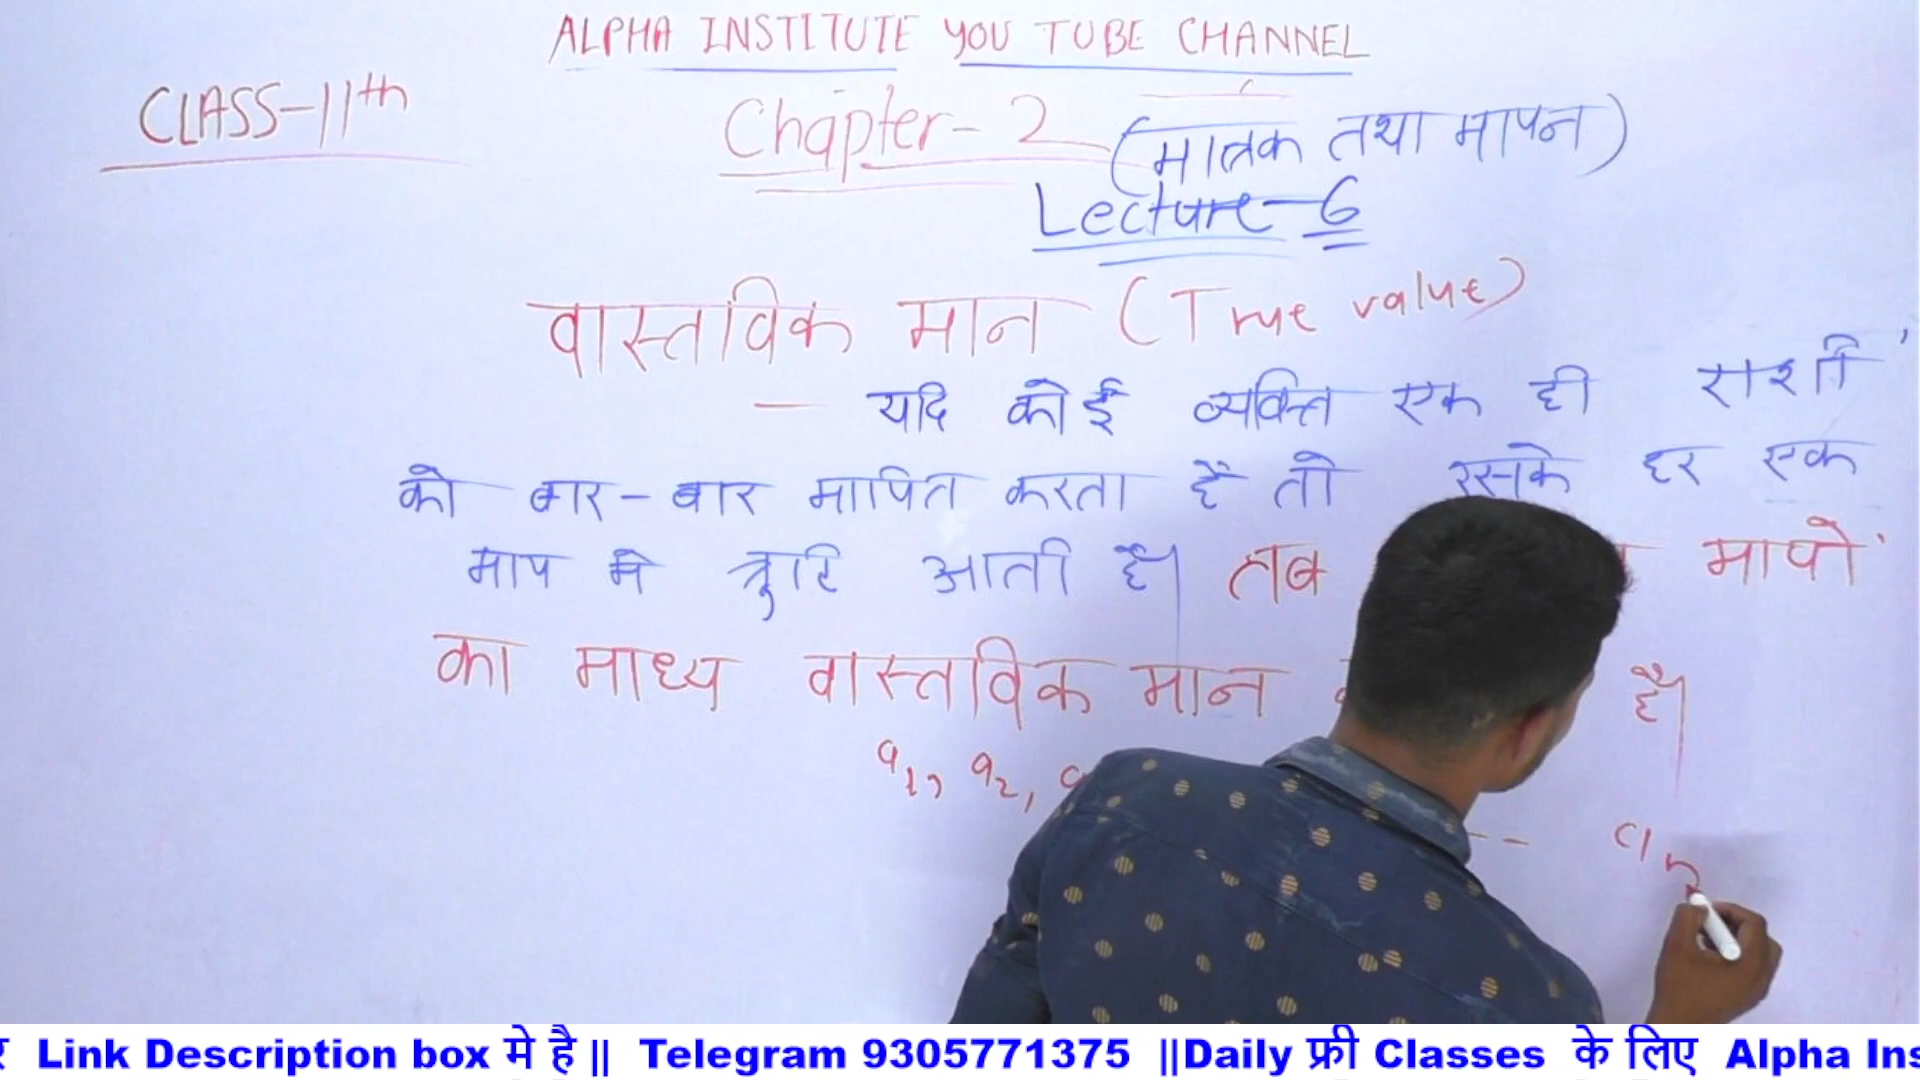 ALPHA INSTITUTE YOU TUBE CHANNEL
CLASS-11th
Chapter-2 (मात्रक तथा मापन)
Lecture-6
वास्तविक मान (True value)
— यदि कोई व्यक्ति एक ही राशी
को बार-बार मापित करता है तो इसके हर एक
माप मे त्रुटि आती है। तब मापों
का माध्य वास्तविक मान है।
a1, a2, -- an
Link Description box मे है || Telegram 9305771375 ||Daily फ्री Classes के लिए Alpha Ins